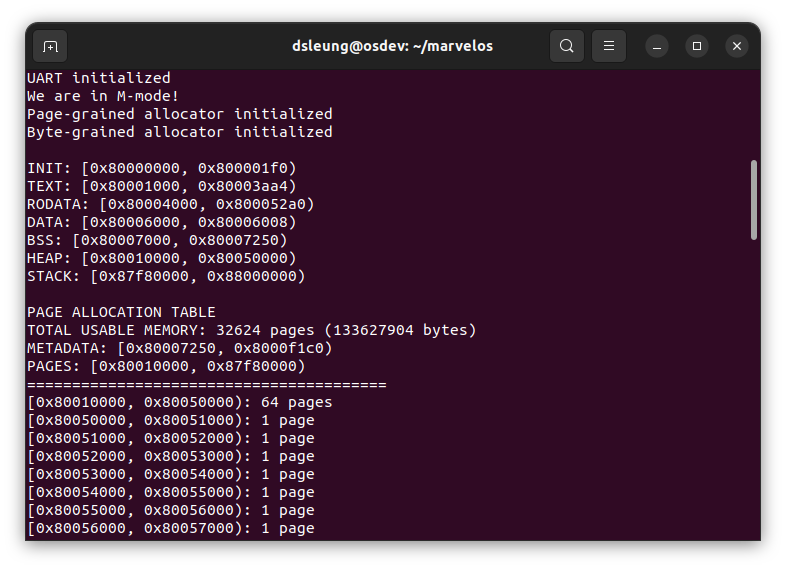 dsleung@osdev: ~/marvelos
UART initialized
We are in M-mode!
Page-grained allocator initialized
Byte-grained allocator initialized
INIT: [0x80000000, 0x800001f0)
TEXT: [0x80001000, 0x80003aa4)
RODATA: [0x80004000, 0x800052a0)
DATA: [0x80006000, 0x80006008)
BSS: [0x80007000, 0x80007250)
HEAP: [0x80010000, 0x80050000)
STACK: [0x87f80000, 0x88000000)
PAGE ALLOCATION TABLE
TOTAL USABLE MEMORY: 32624 pages (133627904 bytes)
METADATA: [0x80007250, 0x8000f1c0)
PAGES: [0x80010000, 0x87f80000)
========================================
[0x80010000, 0x80050000): 64 pages
[0x80050000, 0x80051000): 1 page
[0x80051000, 0x80052000): 1 page
[0x80052000, 0x80053000): 1 page
[0x80053000, 0x80054000): 1 page
[0x80054000, 0x80055000): 1 page
[0x80055000, 0x80056000): 1 page
[0x80056000, 0x80057000): 1 page